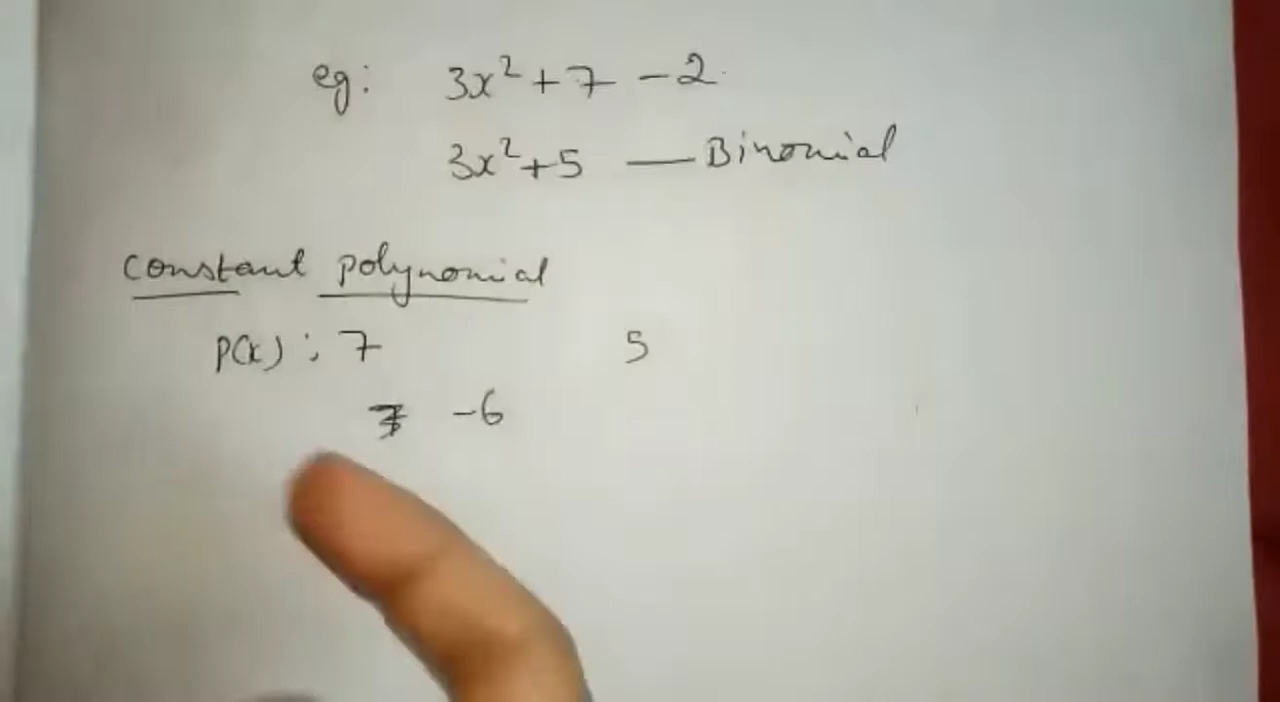 eg: 3x²+7 -2
3x²+5 — Binomial
constant polynomial
P(x): 7 5
-6